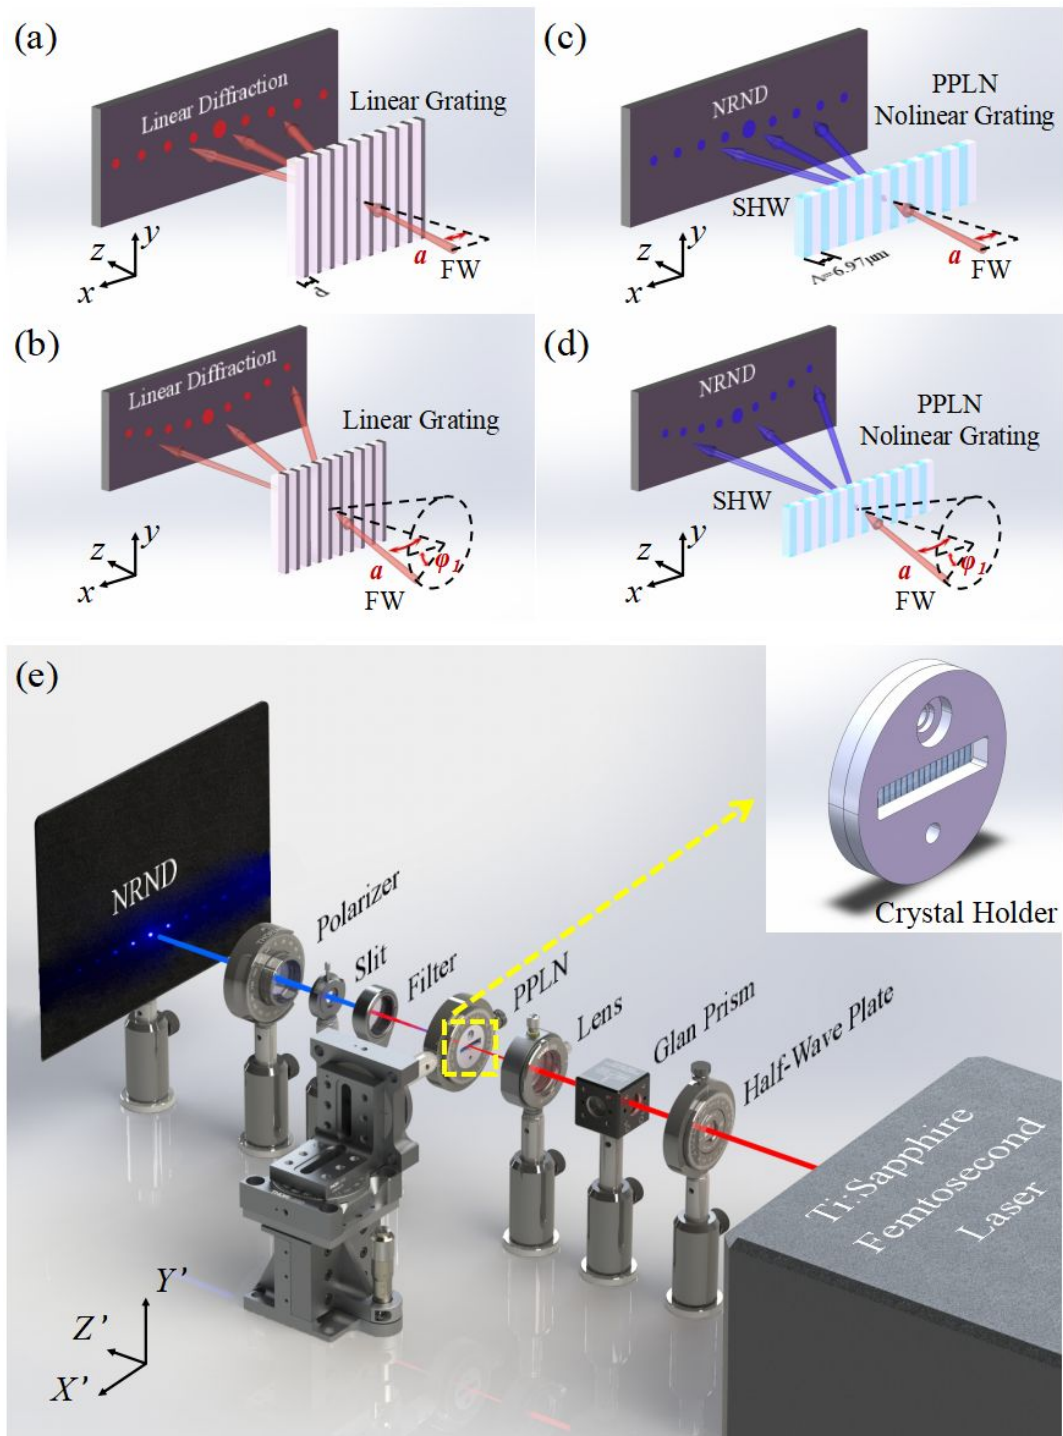 (a)
Linear Diffraction
Linear Grating
d
a
FW
y
z
x
(c)
NRND
PPLN
Nolinear Grating
SHW
Λ=6.97μm
a
FW
y
z
x
(b)
Linear Diffraction
Linear Grating
a
φ1
FW
y
z
x
(d)
NRND
PPLN
Nolinear Grating
SHW
a
φ1
FW
y
z
x
(e)
NRND
Polarizer
Slit
Filter
PPLN
Lens
Glan Prism
Half-Wave Plate
Ti:Sapphire
Femtosecond
Laser
Crystal Holder
Y'
Z'
X'